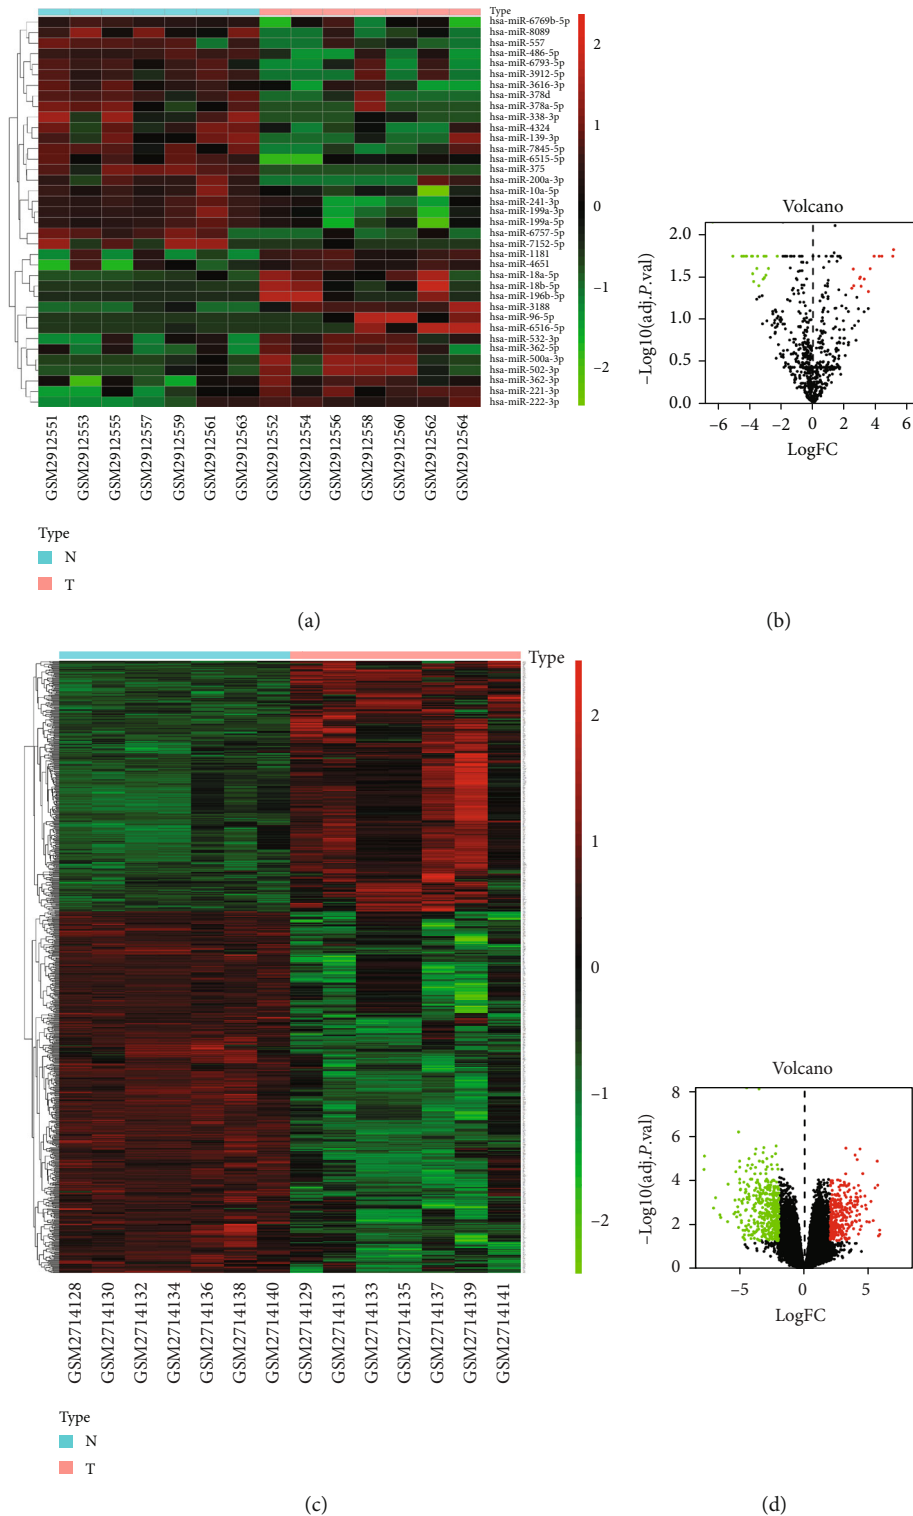 Type
hsa-miR-6769b-5p
hsa-miR-8089
hsa-miR-557
hsa-miR-486-5p
hsa-miR-6793-5p
hsa-miR-3912-5p
hsa-miR-3616-3p
hsa-miR-378d
hsa-miR-378a-5p
hsa-miR-338-3p
hsa-miR-4324
hsa-miR-139-3p
hsa-miR-7845-5p
hsa-miR-6515-5p
hsa-miR-375
hsa-miR-200a-3p
hsa-miR-10a-5p
hsa-miR-241-3p
hsa-miR-199a-3p
hsa-miR-199a-5p
hsa-miR-6757-5p
hsa-miR-7152-5p
hsa-miR-1181
hsa-miR-4651
hsa-miR-18a-5p
hsa-miR-18b-5p
hsa-miR-196b-5p
hsa-miR-3188
hsa-miR-96-5p
hsa-miR-6516-5p
hsa-miR-532-3p
hsa-miR-362-5p
hsa-miR-500a-3p
hsa-miR-502-3p
hsa-miR-362-3p
hsa-miR-221-3p
hsa-miR-222-3p
2
1
0
−1
−2
GSM2912551
GSM2912553
GSM2912555
GSM2912557
GSM2912559
GSM2912561
GSM2912563
GSM2912552
GSM2912554
GSM2912556
GSM2912558
GSM2912560
GSM2912562
GSM2912564
Type
N
T
(a)
Volcano
−Log10(adj.P.val)
2.0
1.5
1.0
0.5
0.0
−6 −4 −2 0 2 4 6
LogFC
(b)
Type
2
1
0
−1
−2
GSM2714128
GSM2714130
GSM2714132
GSM2714134
GSM2714136
GSM2714138
GSM2714140
GSM2714129
GSM2714131
GSM2714133
GSM2714135
GSM2714137
GSM2714139
GSM2714141
Type
N
T
(c)
Volcano
−Log10(adj.P.val)
8
6
4
2
0
−5 0 5
LogFC
(d)